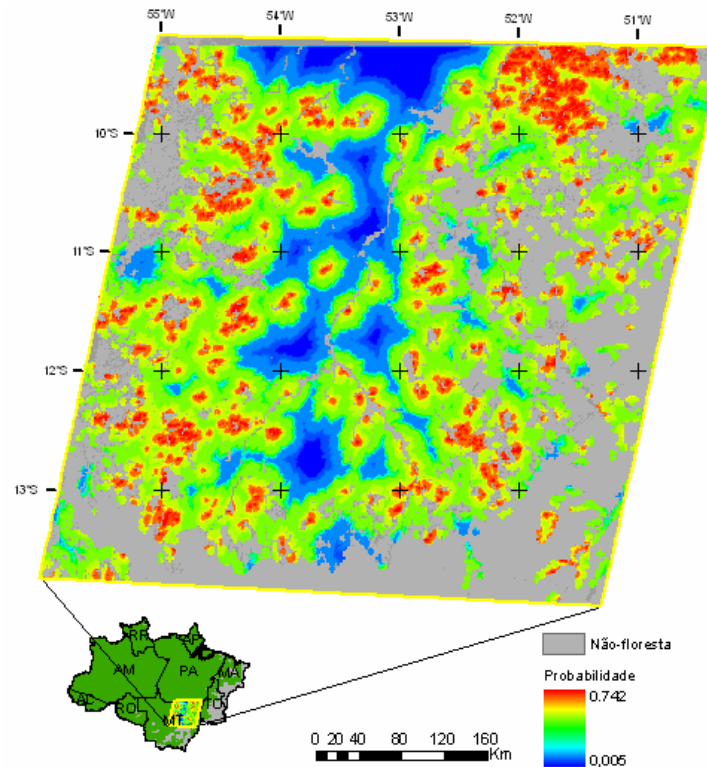 55°W 54°W 53°W 52°W 51°W
10°S
11°S
12°S
13°S
RR AP
AM PA MA
AC RO MT TO
Não-floresta
Probabilidade
0.742
0,005
0 20 40 80 120 160
Km